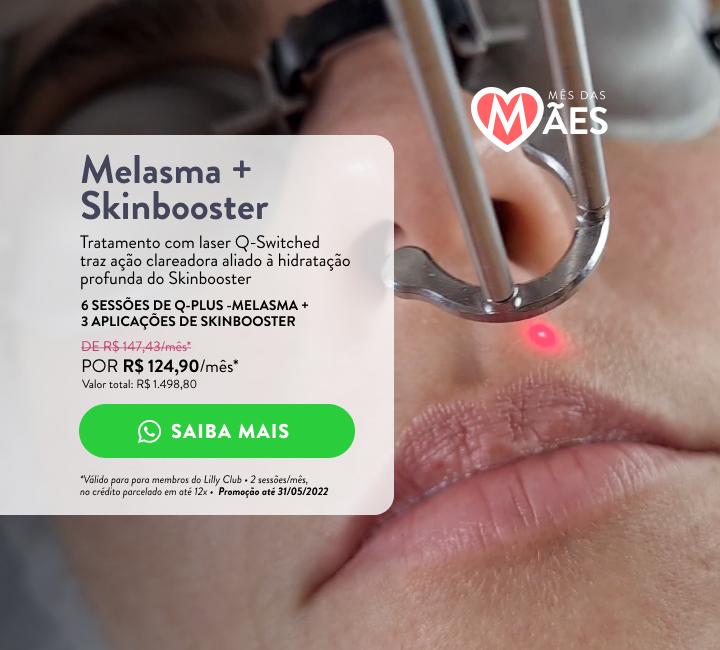 MÊS DAS
MÃES
Melasma +
Skinbooster
Tratamento com laser Q-Switched
traz ação clareadora aliado à hidratação
profunda do Skinbooster
6 SESSÕES DE Q-PLUS -MELASMA +
3 APLICAÇÕES DE SKINBOOSTER
DE R$ 147,43/mês*
POR R$ 124,90/mês*
Valor total: R$ 1.498,80
SAIBA MAIS
*Válido para para membros do Lilly Club • 2 sessões/mês,
no crédito parcelado em até 12x • Promoção até 31/05/2022